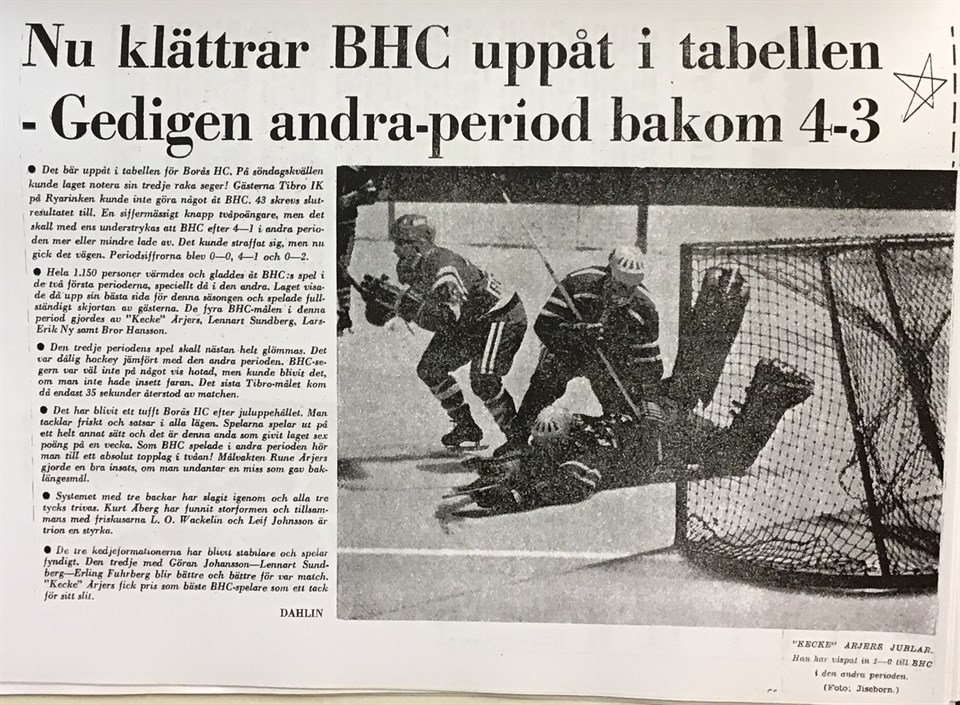 Nu klättrar BHC uppåt i tabellen
- Gedigen andra-period bakom 4-3
● Det bär uppåt i tabellen för Borås HC. På söndagskvällen
kunde laget notera sin tredje raka seger! Gästerna Tibro IK
på Ryarinken kunde inte göra något åt BHC. 43 skrevs slut-
resultatet till. En siffermässigt knapp tvåpoängare, men det
skall med ens understrykas att BHC efter 4—1 i andra perio-
den mer eller mindre lade av. Det kunde straffat sig, men nu
gick det vägen. Periodsiffrorna blev 0—0, 4—1 och 0—2.
● Hela 1.150 personer värmdes och gladdes åt BHC:s spel i
de två första perioderna, speciellt då i den andra. Laget visa-
de då upp sin bästa sida för denna säsongen och spelade full-
ständigt skjortan av gästerna. De fyra BHC-målen i denna
period gjordes av "Kecke" Arjers, Lennart Sundberg, Lars-
Erik Ny samt Bror Hansson.
● Den tredje periodens spel skall nästan helt glömmas. Det
var dålig hockey jämfört med den andra perioden. BHC-se-
gern var väl inte på något vis hotad, men kunde blivit det,
om man inte hade insett faran. Det sista Tibro-målet kom
då endast 35 sekunder återstod av matchen.
● Det har blivit ett tufft Borås HC efter juluppehållet. Man
tacklar friskt och satsar i alla lägen. Spelarna spelar ut på
ett helt annat sätt och det är denna anda som givit laget sex
poäng på en vecka. Som BHC spelade i andra perioden hör
man till ett absolut topplag i tvåan! Målvakten Rune Arjers
gjorde en bra insats, om man undantar en miss som gav bak-
längesmål.
● Systemet med tre backar har slagit igenom och alla tre
tycks trivas. Kurt Åberg har funnit storformen och tillsam-
mans med friskusarna L. O. Wackelin och Leif Johnsson är
trion en styrka.
● De tre kedjeformationerna har blivit stabilare och spelar
fyndigt. Den tredje med Göran Johansson—Lennart Sund-
berg—Erling Fuhrberg blir bättre och bättre för var match.
"Kecke" Arjers fick pris som bäste BHC-spelare som ett tack
för sitt slit.
DAHLIN
"KECKE" ARJERS JUBLAR.
Han har vispat in 1—0 till BHC
i den andra perioden.
(Foto: Jiseborn.)